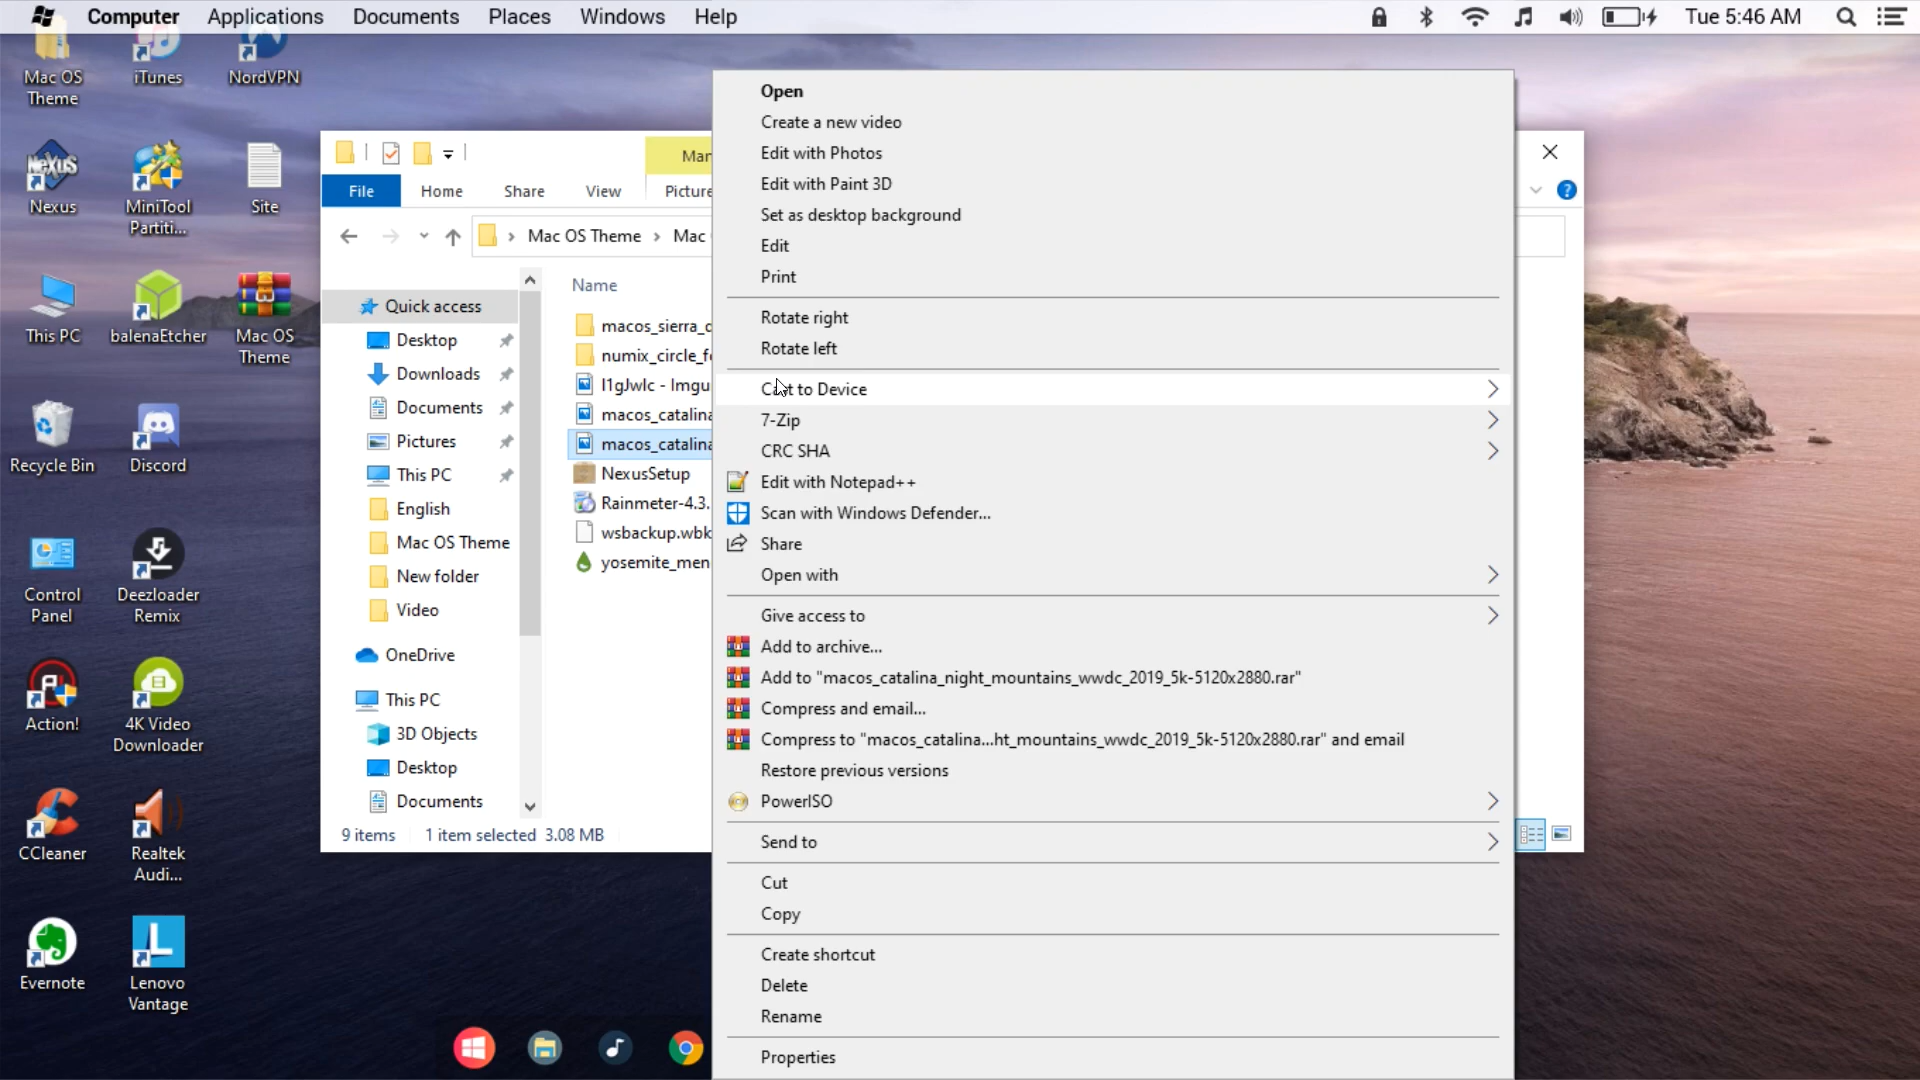 Computer Applications Documents Places Windows Help Tue 5:46 AM
Mac OS
Theme
iTunes
NordVPN
Nexus
MiniTool
Partiti...
Site
This PC
balenaEtcher
Mac OS
Theme
Recycle Bin
Discord
Control
Panel
Deezloader
Remix
Action!
4K Video
Downloader
CCleaner
Realtek
Audi...
Evernote
Lenovo
Vantage
File Home Share View Picture
Mac OS Theme > Mac
Quick access
Desktop
Downloads
Documents
Pictures
This PC
English
Mac OS Theme
New folder
Video
OneDrive
This PC
3D Objects
Desktop
Documents
9 items 1 item selected 3.08 MB
Name
macos_sierra_
numix_circle_f
I1gJwIc - Imgu
macos_catalina
macos_catalina
NexusSetup
Rainmeter-4.3.
wsbackup.wbk
yosemite_men
Open
Create a new video
Edit with Photos
Edit with Paint 3D
Set as desktop background
Edit
Print
Rotate right
Rotate left
Cast to Device
7-Zip
CRC SHA
Edit with Notepad++
Scan with Windows Defender...
Share
Open with
Give access to
Add to archive...
Add to "macos_catalina_night_mountains_wwdc_2019_5k-5120x2880.rar"
Compress and email...
Compress to "macos_catalina...ht_mountains_wwdc_2019_5k-5120x2880.rar" and email
Restore previous versions
PowerISO
Send to
Cut
Copy
Create shortcut
Delete
Rename
Properties